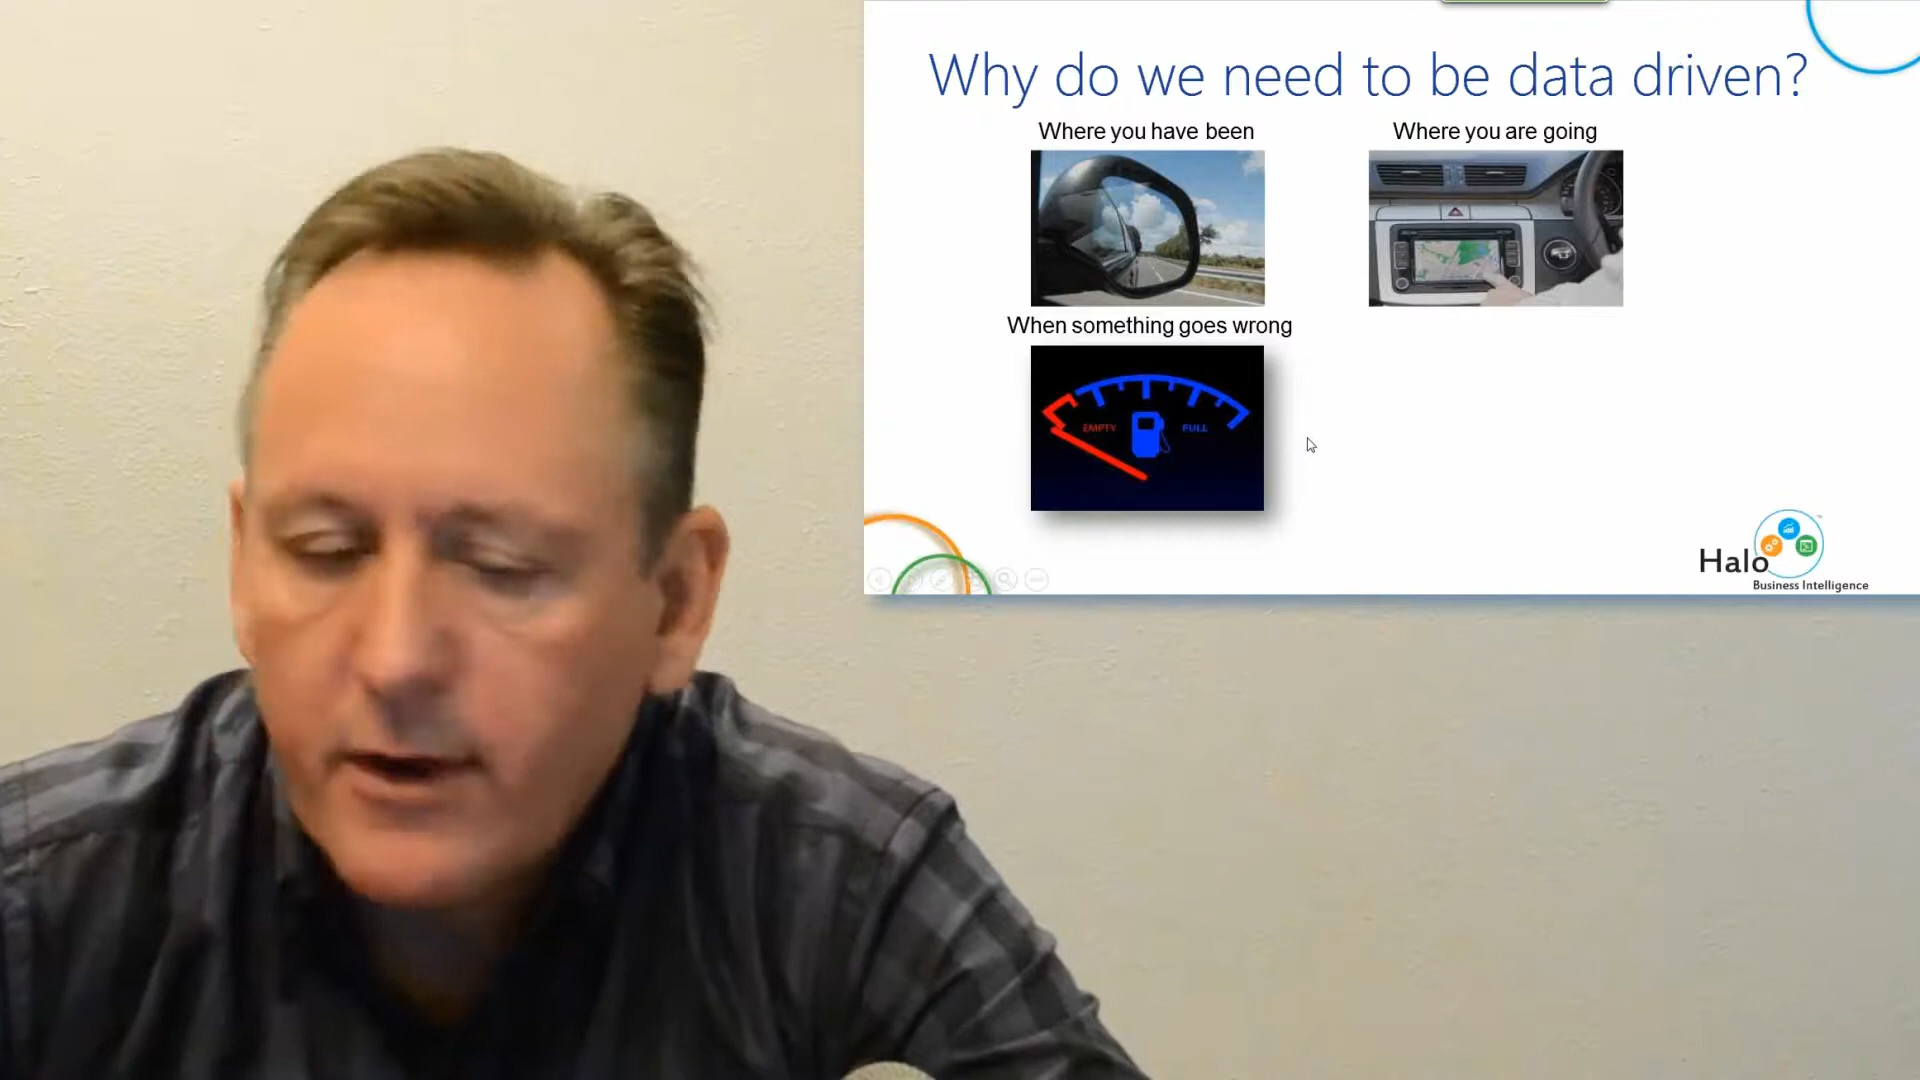 Why do we need to be data driven?
Where you have been
Where you are going
When something goes wrong
EMPTY
FULL
Halo
Business Intelligence